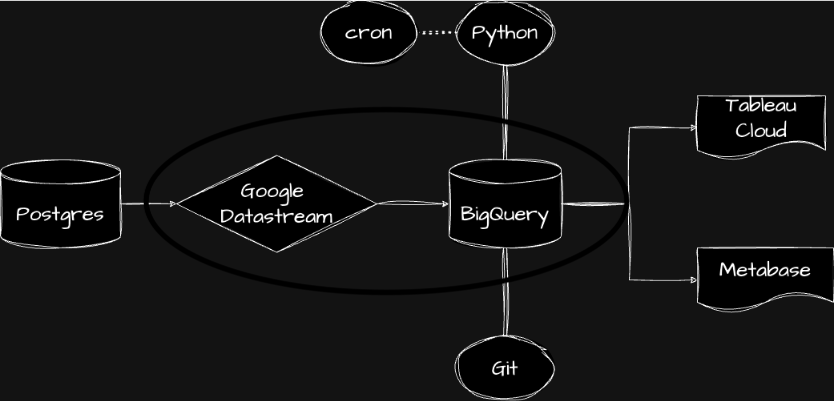 cron
Python
Tableau
Cloud
Postgres
Google
Datastream
BigQuery
Metabase
Git